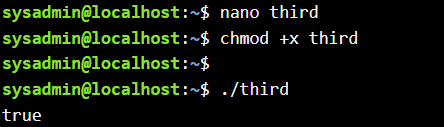 sysadmin@localhost:~$ nano third
sysadmin@localhost:~$ chmod +x third
sysadmin@localhost:~$
sysadmin@localhost:~$ ./third
true